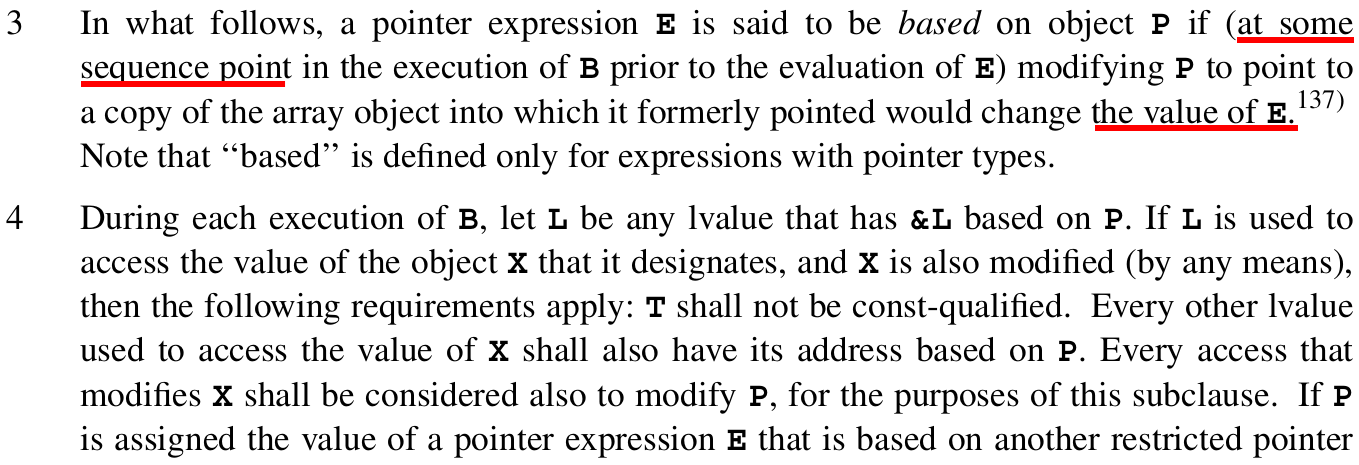 3 In what follows, a pointer expression E is said to be based on object P if (at some
sequence point in the execution of B prior to the evaluation of E) modifying P to point to
a copy of the array object into which it formerly pointed would change the value of E.137)
Note that ‘‘based’’ is defined only for expressions with pointer types.
4 During each execution of B, let L be any lvalue that has &L based on P. If L is used to
access the value of the object X that it designates, and X is also modified (by any means),
then the following requirements apply: T shall not be const-qualified. Every other lvalue
used to access the value of X shall also have its address based on P. Every access that
modifies X shall be considered also to modify P, for the purposes of this subclause. If P
is assigned the value of a pointer expression E that is based on another restricted pointer